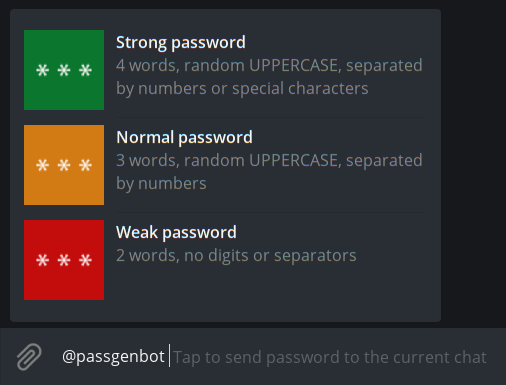 * * *
Strong password
4 words, random UPPERCASE, separated
by numbers or special characters
* * *
Normal password
3 words, random UPPERCASE, separated
by numbers
* * *
Weak password
2 words, no digits or separators
@passgenbot Tap to send password to the current chat